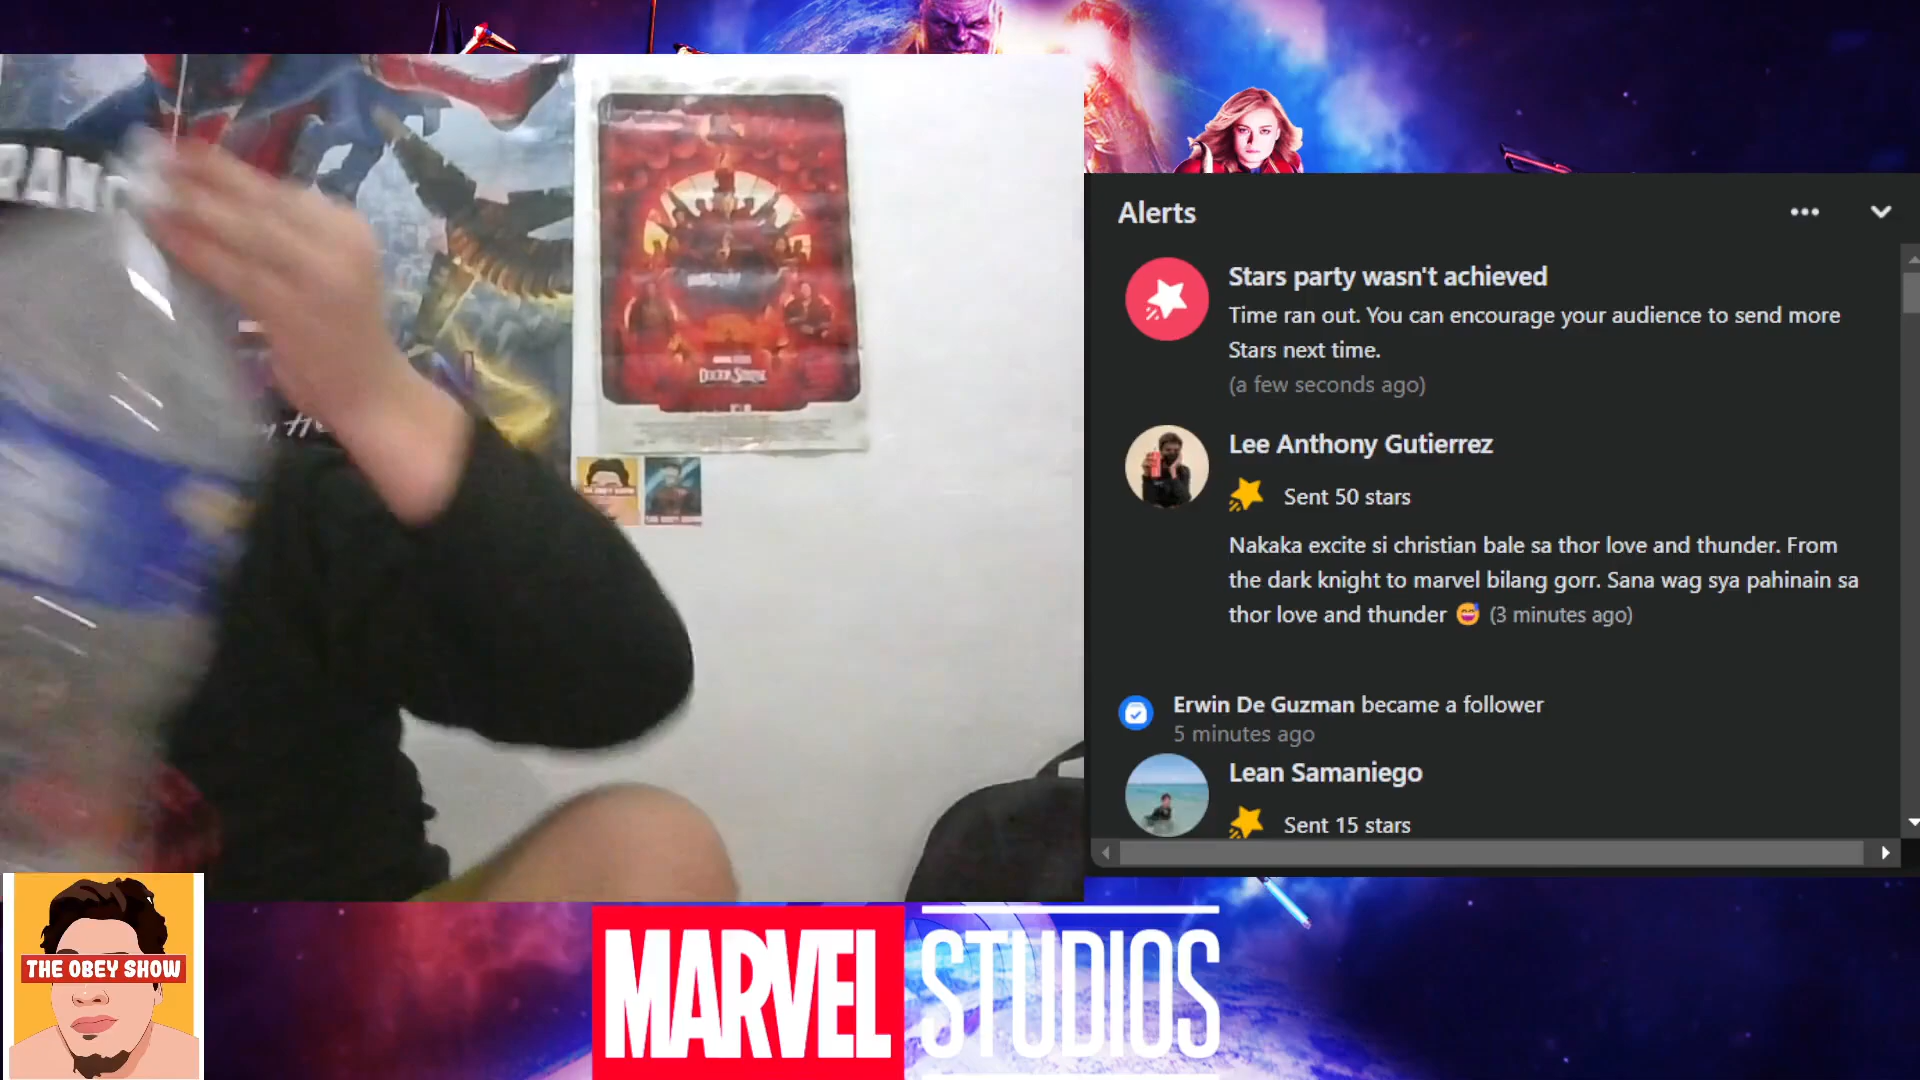 RANG
Alerts
Stars party wasn't achieved
Time ran out. You can encourage your audience to send more
Stars next time.
(a few seconds ago)
Lee Anthony Gutierrez
Sent 50 stars
Nakaka excite si christian bale sa thor love and thunder. From
the dark knight to marvel bilang gorr. Sana wag sya pahinain sa
thor love and thunder 😅 (3 minutes ago)
Erwin De Guzman became a follower
5 minutes ago
Lean Samaniego
Sent 15 stars
THE OBEY SHOW
MARVEL STUDIOS